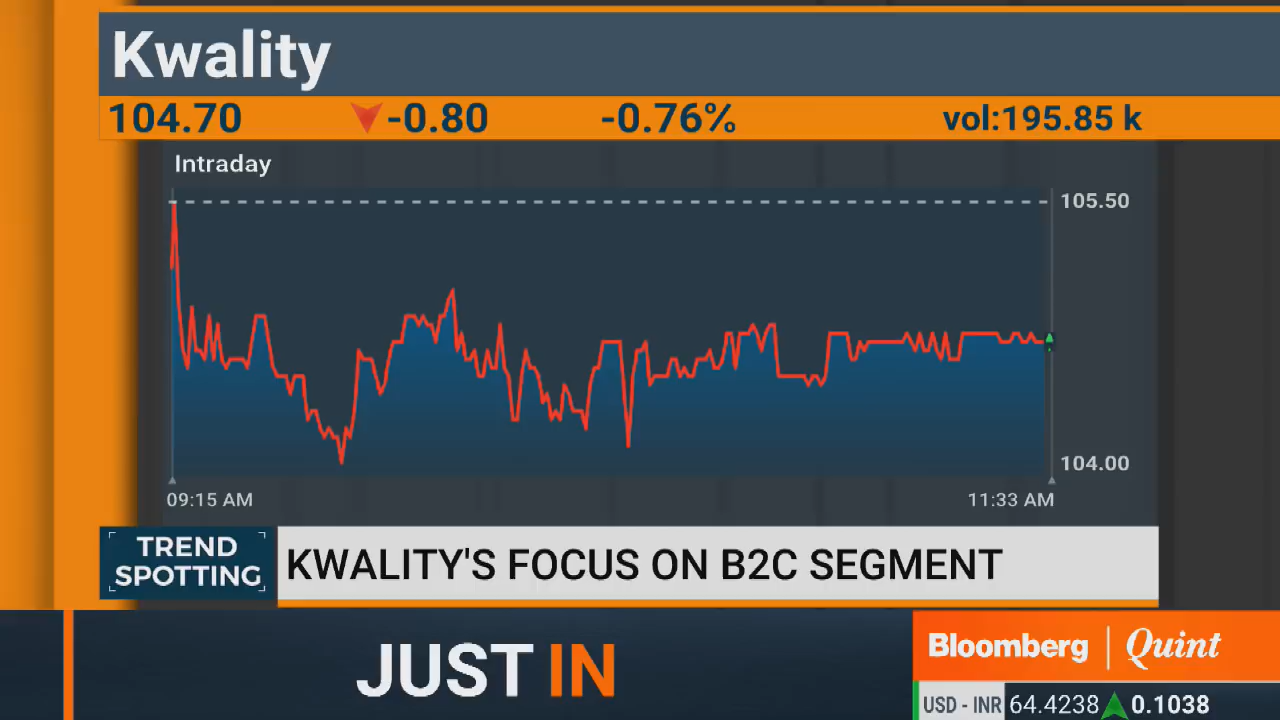 Kwality
104.70 -0.80 -0.76% vol:195.85 k
Intraday
105.50
104.00
09:15 AM 11:33 AM
TREND
SPOTTING
KWALITY'S FOCUS ON B2C SEGMENT
JUST IN
Bloomberg | Quint
USD - INR 64.4238 0.1038